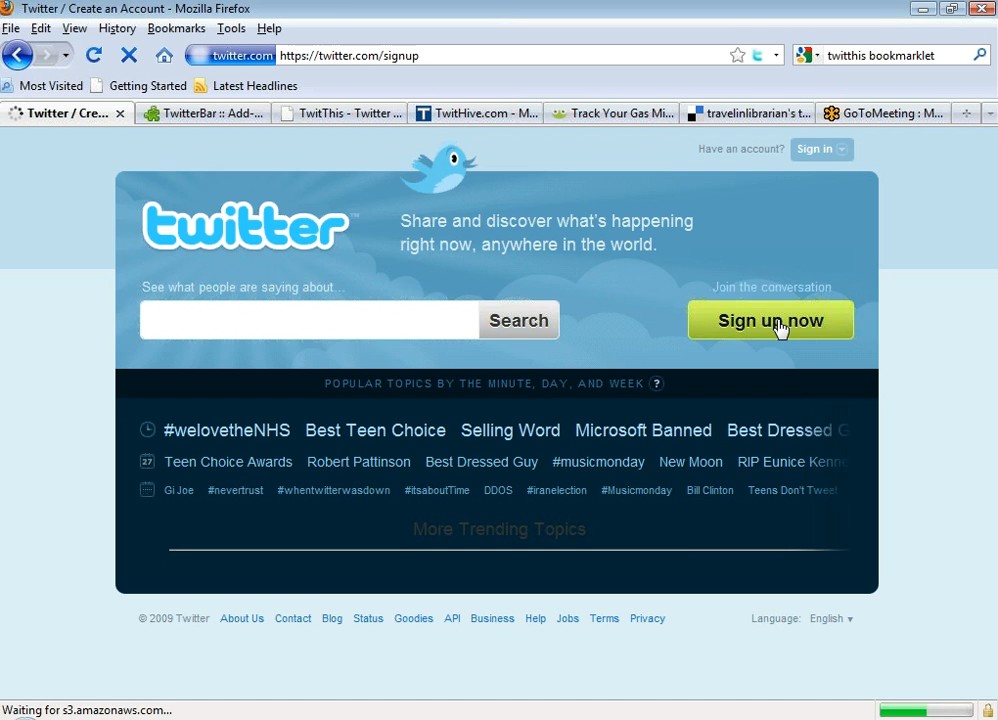 Twitter / Create an Account - Mozilla Firefox
File Edit View History Bookmarks Tools Help
twitter.com https://twitter.com/signup twitthis bookmarklet
Most Visited Getting Started Latest Headlines
Twitter / Cre... TwitterBar :: Add-... TwitThis - Twitter ... TwitHive.com - M... Track Your Gas Mi... travelinlibrarian's t... GoToMeeting : M...
Have an account? Sign in
twitter™
Share and discover what's happening
right now, anywhere in the world.
See what people are saying about... Join the conversation
Search Sign up now
POPULAR TOPICS BY THE MINUTE, DAY, AND WEEK ?
#welovetheNHS Best Teen Choice Selling Word Microsoft Banned Best Dressed G
27 Teen Choice Awards Robert Pattinson Best Dressed Guy #musicmonday New Moon RIP Eunice Kenne
Gi Joe #nevertrust #whentwitterwasdown #itsaboutTime DDOS #iranelection #Musicmonday Bill Clinton Teens Don't Tweet
More Trending Topics
© 2009 Twitter About Us Contact Blog Status Goodies API Business Help Jobs Terms Privacy Language: English
Waiting for s3.amazonaws.com...